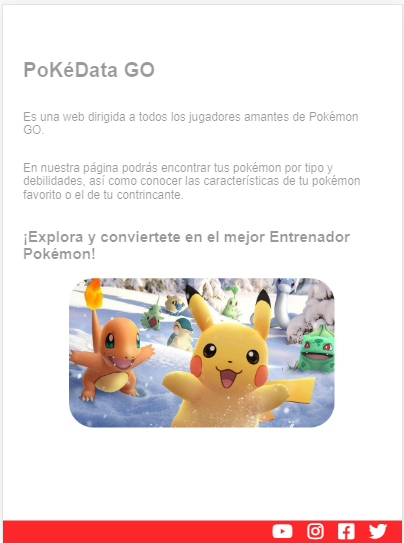 PoKéData GO
Es una web dirigida a todos los jugadores amantes de Pokémon
GO.
En nuestra página podrás encontrar tus pokémon por tipo y
debilidades, así como conocer las características de tu pokémon
favorito o el de tu contrincante.
¡Explora y conviertete en el mejor Entrenador
Pokémon!